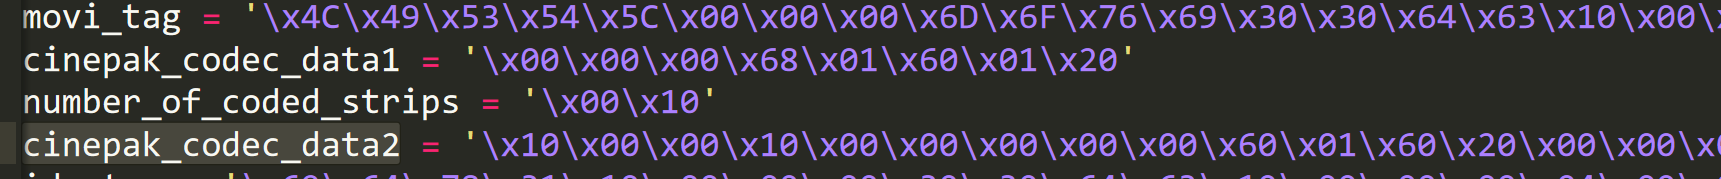 movi_tag = '\x4C\x49\x53\x54\x5C\x00\x00\x00\x6D\x6F\x76\x69\x30\x30\x64\x63\x10\x00\x
cinepak_codec_data1 = '\x00\x00\x00\x68\x01\x60\x01\x20'
number_of_coded_strips = '\x00\x10'
cinepak_codec_data2 = '\x10\x00\x00\x10\x00\x00\x00\x00\x00\x60\x01\x60\x20\x00\x00\x